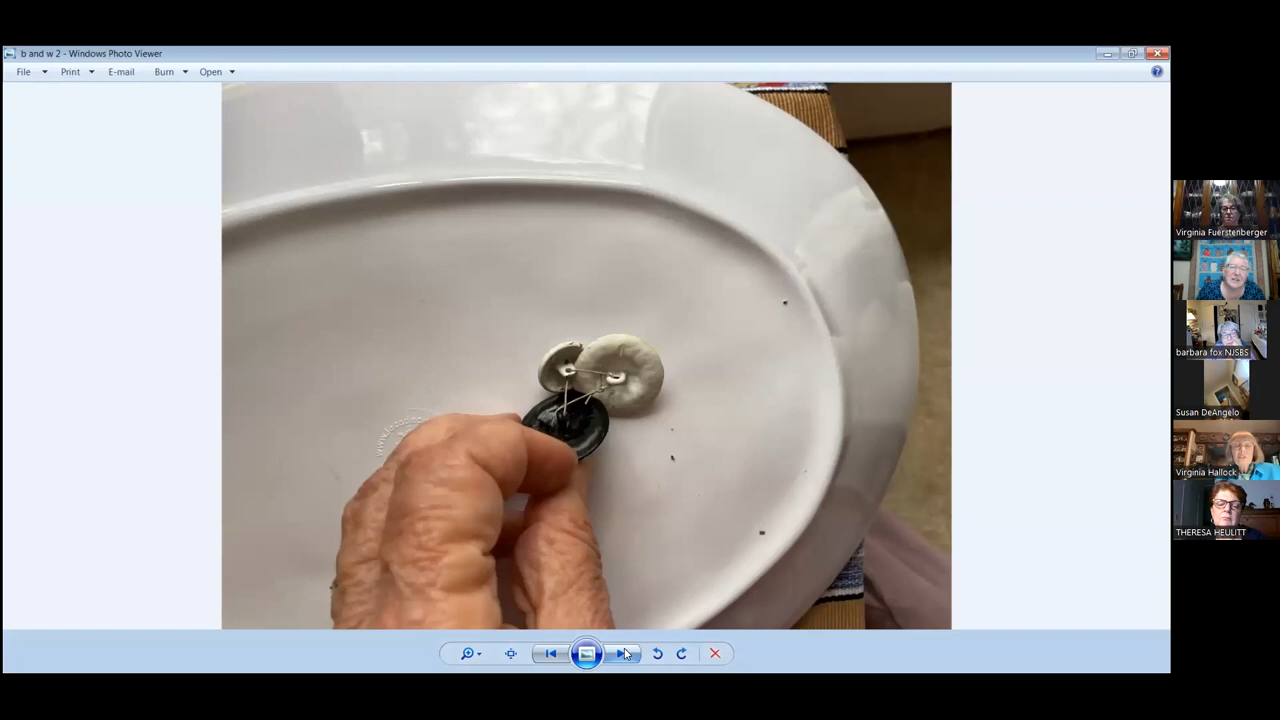 b and w 2 - Windows Photo Viewer
File Print E-mail Burn Open
Virginia Fuerstenberger
barbara fox NJSBS
Susan DeAngelo
Virginia Hallock
THERESA HEULITT